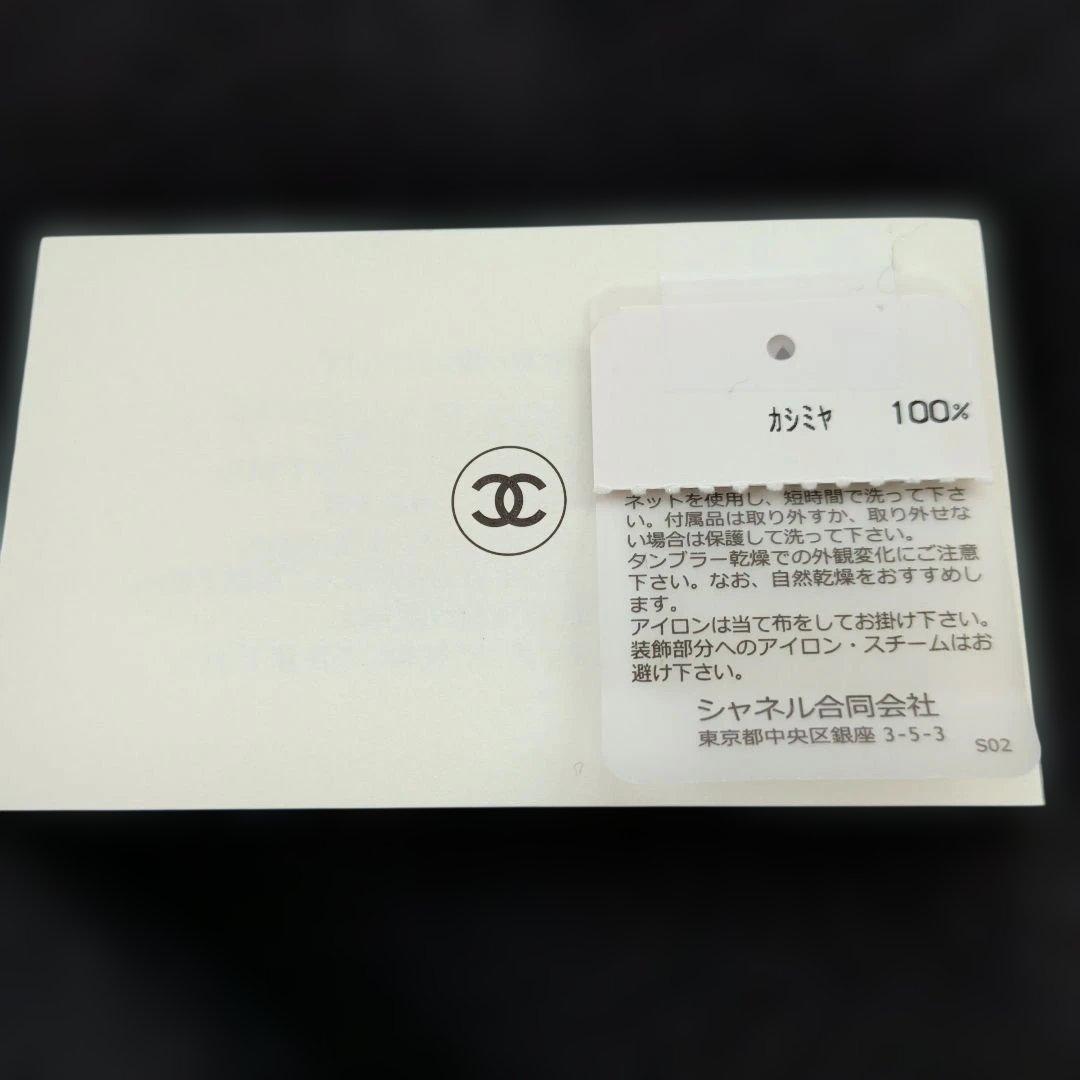 カシミヤ 100%
ネットを使用し、短時間で洗って下さ
い。付属品は取り外すか、取り外せな
い場合は保護して洗って下さい。
タンブラー乾燥での外観変化にご注意
下さい。なお、自然乾燥をおすすめし
ます。
アイロンは当て布をしてお掛け下さい。
装飾部分へのアイロン・スチームはお
避け下さい。
シャネル合同会社
東京都中央区銀座 3-5-3
S02